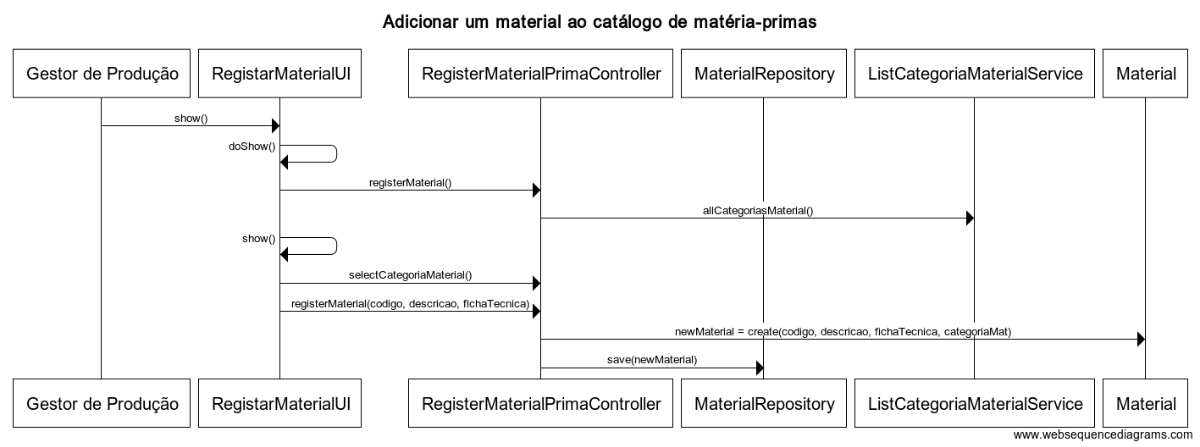 Adicionar um material ao catálogo de matéria-primas
Gestor de Produção
RegistarMaterialUI
RegisterMaterialPrimaController
MaterialRepository
ListCategoriaMaterialService
Material
show()
doShow()
registerMaterial()
allCategoriasMaterial()
show()
selectCategoriaMaterial()
registerMaterial(codigo, descricao, fichaTecnica)
newMaterial = create(codigo, descricao, fichaTecnica, categoriaMat)
save(newMaterial)
Gestor de Produção
RegistarMaterialUI
RegisterMaterialPrimaController
MaterialRepository
ListCategoriaMaterialService
Material
www.websequencediagrams.com